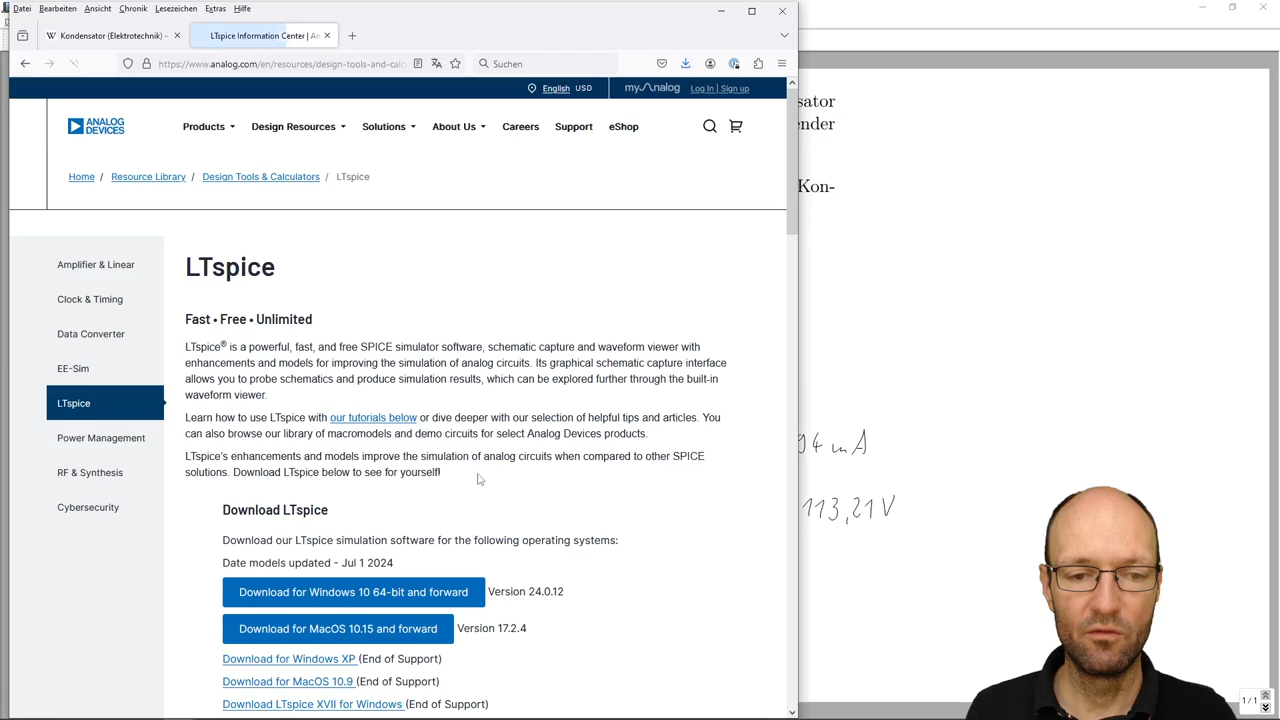 Datei Bearbeiten Ansicht Chronik Lesezeichen Extras Hilfe
Kondensator (Elektrotechnik) –
LTspice Information Center | An
https://www.analog.com/en/resources/design-tools-and-calc
Suchen
English USD
myAnalog
Log In | Sign up
ANALOG
DEVICES
Products
Design Resources
Solutions
About Us
Careers
Support
eShop
Home / Resource Library / Design Tools & Calculators / LTspice
Amplifier & Linear
Clock & Timing
Data Converter
EE-Sim
LTspice
Power Management
RF & Synthesis
Cybersecurity
LTspice
Fast • Free • Unlimited
LTspice® is a powerful, fast, and free SPICE simulator software, schematic capture and waveform viewer with
enhancements and models for improving the simulation of analog circuits. Its graphical schematic capture interface
allows you to probe schematics and produce simulation results, which can be explored further through the built-in
waveform viewer.
Learn how to use LTspice with our tutorials below or dive deeper with our selection of helpful tips and articles. You
can also browse our library of macromodels and demo circuits for select Analog Devices products.
LTspice's enhancements and models improve the simulation of analog circuits when compared to other SPICE
solutions. Download LTspice below to see for yourself!
Download LTspice
Download our LTspice simulation software for the following operating systems:
Date models updated - Jul 1 2024
Download for Windows 10 64-bit and forward Version 24.0.12
Download for MacOS 10.15 and forward Version 17.2.4
Download for Windows XP (End of Support)
Download for MacOS 10.9 (End of Support)
Download LTspice XVII for Windows (End of Support)
sator
ender
Kon-
94 mA
113,21 V
1/1